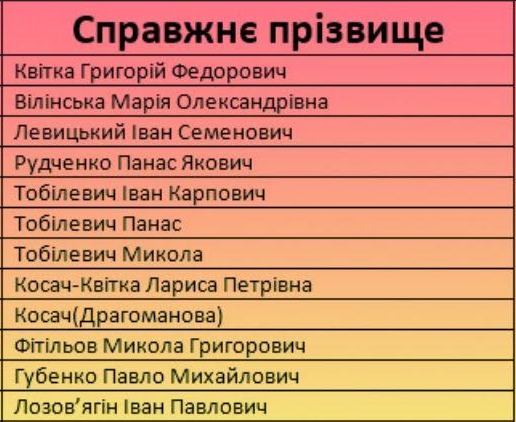 Справжнє прізвище
Квітка Григорій Федорович
Вілінська Марія Олександрівна
Левицький Іван Семенович
Рудченко Панас Якович
Тобілевич Іван Карпович
Тобілевич Панас
Тобілевич Микола
Косач-Квітка Лариса Петрівна
Косач(Драгоманова)
Фітільов Микола Григорович
Губенко Павло Михайлович
Лозов’ягін Іван Павлович